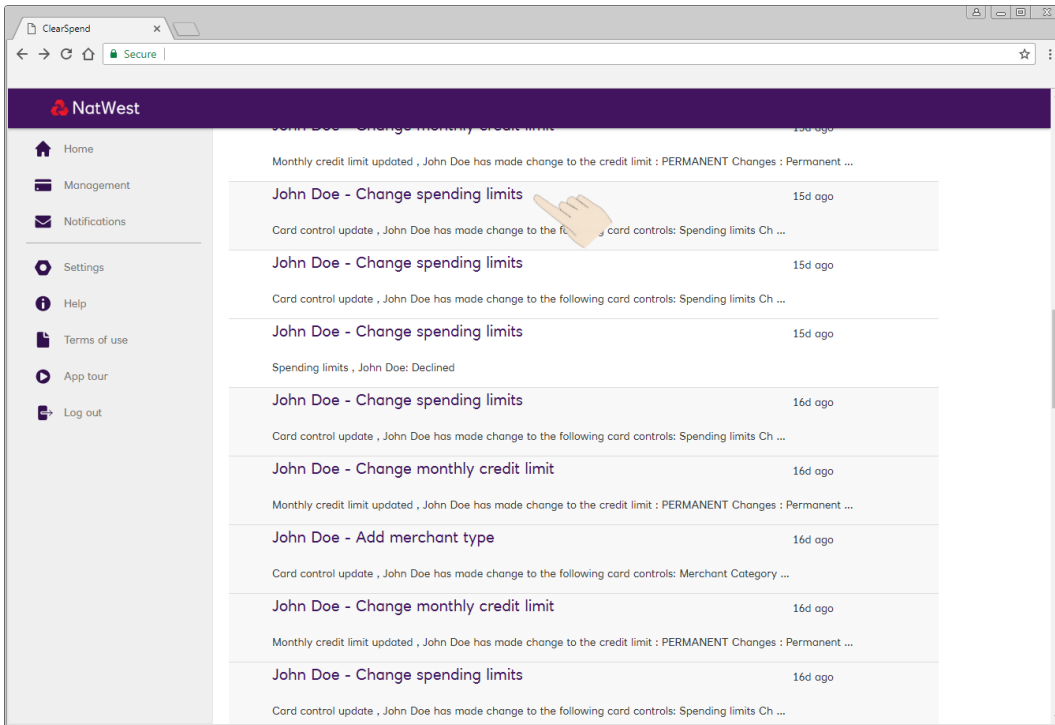 ClearSpend
Secure
NatWest
Home
Management
Notifications
Settings
Help
Terms of use
App tour
Log out
John Doe - Change monthly credit limit 15d ago
Monthly credit limit updated , John Doe has made change to the credit limit : PERMANENT Changes : Permanent ...
John Doe - Change spending limits 15d ago
Card control update , John Doe has made change to the card controls: Spending limits Ch ...
John Doe - Change spending limits 15d ago
Card control update , John Doe has made change to the following card controls: Spending limits Ch ...
John Doe - Change spending limits 15d ago
Spending limits , John Doe: Declined
John Doe - Change spending limits 16d ago
Card control update , John Doe has made change to the following card controls: Spending limits Ch ...
John Doe - Change monthly credit limit 16d ago
Monthly credit limit updated , John Doe has made change to the credit limit : PERMANENT Changes : Permanent ...
John Doe - Add merchant type 16d ago
Card control update , John Doe has made change to the following card controls: Merchant Category ...
John Doe - Change monthly credit limit 16d ago
Monthly credit limit updated , John Doe has made change to the credit limit : PERMANENT Changes : Permanent ...
John Doe - Change spending limits 16d ago
Card control update , John Doe has made change to the following card controls: Spending limits Ch ...